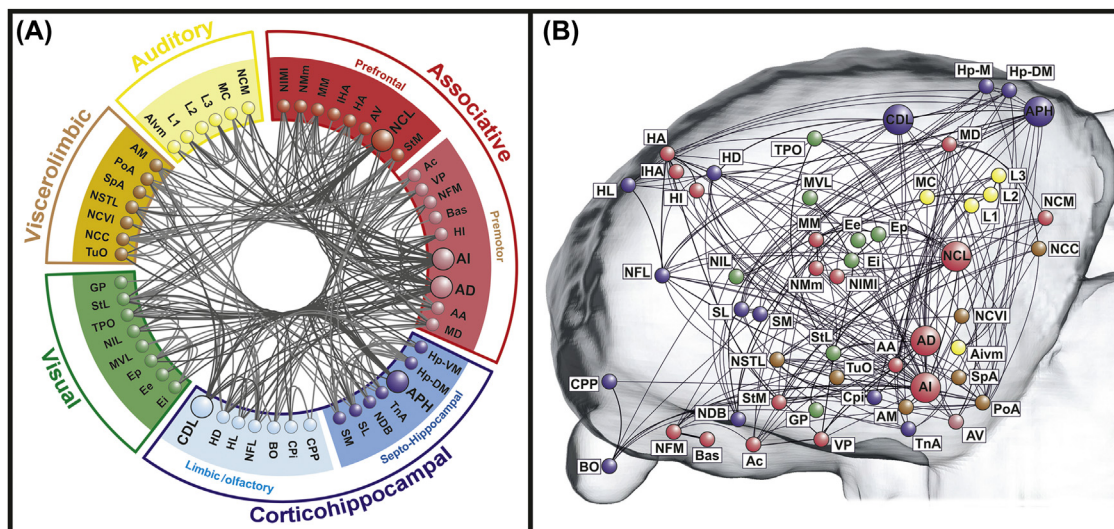 (A)
Auditory
Associative
Viscerolimbic
Visual
Corticohippocampal
Prefrontal
Premotor
Septo-Hippocampal
Limbic/olfactory
NIMl
NMm
MM
IHA
HA
AV
NCL
StM
Ac
VP
NFM
Bas
HI
AI
AD
AA
MD
Hp-VM
Hp-DM
APH
TnA
NDB
SL
SM
CPP
CPi
BO
NFL
HL
HD
CDL
Ei
Ee
Ep
MVL
NIL
TPO
StL
GP
TuO
NCC
NCVl
NSTL
SpA
PoA
AM
Aivm
L1
L2
L3
MC
NCM
(B)
Hp-M
Hp-DM
CDL
APH
HA
TPO
MD
IHA
HD
L3
HL
HI
MVL
MC
L2
L1
NCM
MM
Ee
Ep
NCC
NFL
NIL
Ei
NCL
NMm
NIMl
SL
SM
NCVl
StL
AD
NSTL
TuO
AA
Aivm
CPP
AI
SpA
StM
Cpi
NDB
GP
AM
PoA
NFM
Bas
Ac
VP
TnA
AV
BO